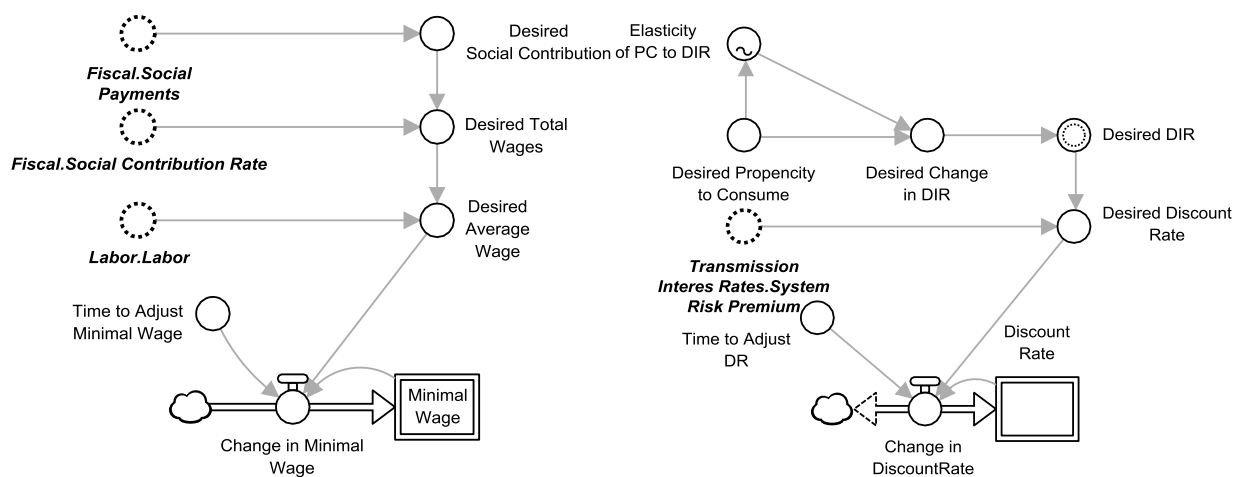 Desired
Social Contribution
Fiscal.Social
Payments
Desired Total
Wages
Fiscal.Social Contribution Rate
Desired
Average
Wage
Labor.Labor
Time to Adjust
Minimal Wage
Minimal
Wage
Change in Minimal
Wage
Elasticity
of PC to DIR
Desired DIR
Desired Propencity
to Consume
Desired Change
in DIR
Desired Discount
Rate
Transmission
Interes Rates.System
Risk Premium
Time to Adjust
DR
Discount
Rate
Change in
DiscountRate